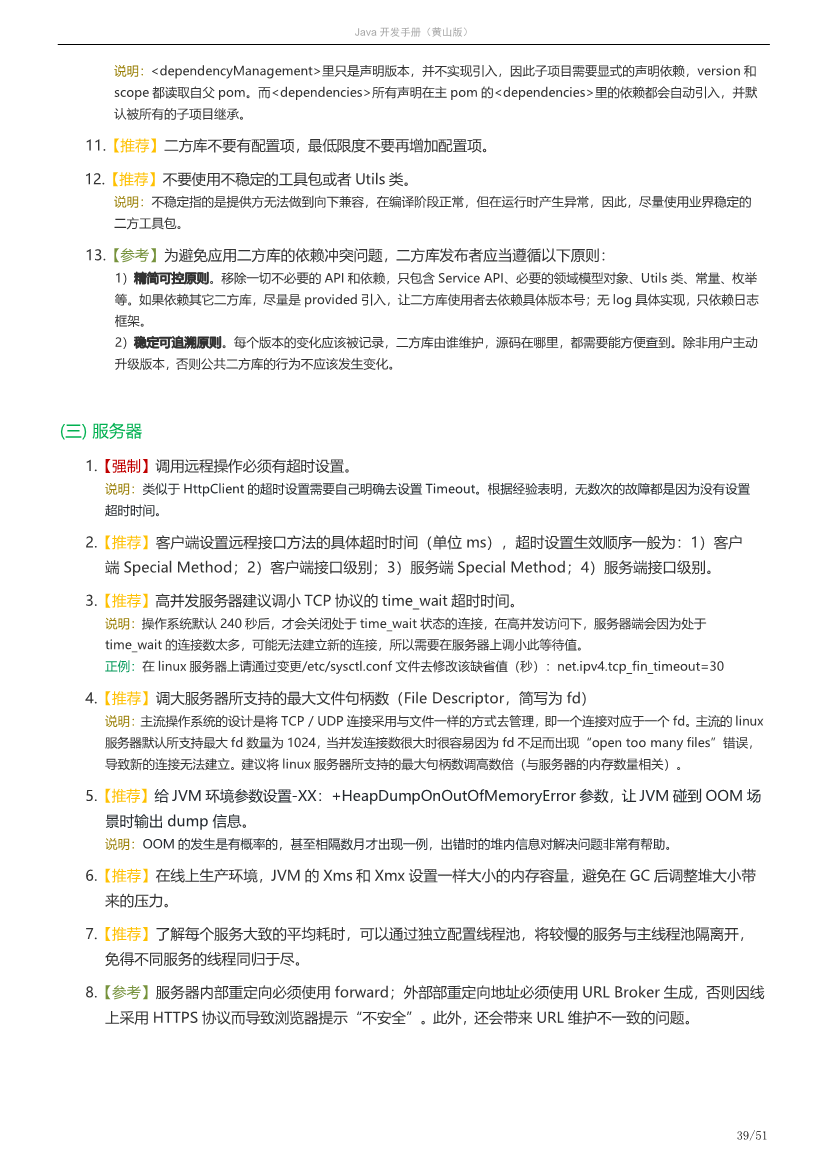 Java 开发手册（黄山版）
说明：<dependencyManagement>里只是声明版本，并不实现引入，因此子项目需要显式的声明依赖，version 和
scope 都读取自父 pom。而<dependencies>所有声明在主 pom 的<dependencies>里的依赖都会自动引入，并默
认被所有的子项目继承。
11.【推荐】二方库不要有配置项，最低限度不要再增加配置项。
12.【推荐】不要使用不稳定的工具包或者 Utils 类。
说明：不稳定指的是提供方无法做到向下兼容，在编译阶段正常，但在运行时产生异常，因此，尽量使用业界稳定的
二方工具包。
13.【参考】为避免应用二方库的依赖冲突问题，二方库发布者应当遵循以下原则：
1）精简可控原则。移除一切不必要的 API 和依赖，只包含 Service API、必要的领域模型对象、Utils 类、常量、枚举
等。如果依赖其它二方库，尽量是 provided 引入，让二方库使用者去依赖具体版本号；无 log 具体实现，只依赖日志
框架。
2）稳定可追溯原则。每个版本的变化应该被记录，二方库由谁维护，源码在哪里，都需要能方便查到。除非用户主动
升级版本，否则公共二方库的行为不应该发生变化。
(三) 服务器
1.【强制】调用远程操作必须有超时设置。
说明：类似于 HttpClient 的超时设置需要自己明确去设置 Timeout。根据经验表明，无数次的故障都是因为没有设置
超时时间。
2.【推荐】客户端设置远程接口方法的具体超时时间（单位 ms），超时设置生效顺序一般为：1）客户
端 Special Method；2）客户端接口级别；3）服务端 Special Method；4）服务端接口级别。
3.【推荐】高并发服务器建议调小 TCP 协议的 time_wait 超时时间。
说明：操作系统默认 240 秒后，才会关闭处于 time_wait 状态的连接，在高并发访问下，服务器端会因为处于
time_wait 的连接数太多，可能无法建立新的连接，所以需要在服务器上调小此等待值。
正例：在 linux 服务器上请通过变更/etc/sysctl.conf 文件去修改该缺省值（秒）：net.ipv4.tcp_fin_timeout=30
4.【推荐】调大服务器所支持的最大文件句柄数（File Descriptor，简写为 fd）
说明：主流操作系统的设计是将 TCP / UDP 连接采用与文件一样的方式去管理，即一个连接对应于一个 fd。主流的 linux
服务器默认所支持最大 fd 数量为 1024，当并发连接数很大时很容易因为 fd 不足而出现“open too many files”错误，
导致新的连接无法建立。建议将 linux 服务器所支持的最大句柄数调高数倍（与服务器的内存数量相关）。
5.【推荐】给 JVM 环境参数设置-XX：+HeapDumpOnOutOfMemoryError 参数，让 JVM 碰到 OOM 场
景时输出 dump 信息。
说明：OOM 的发生是有概率的，甚至相隔数月才出现一例，出错时的堆内信息对解决问题非常有帮助。
6.【推荐】在线上生产环境，JVM 的 Xms 和 Xmx 设置一样大小的内存容量，避免在 GC 后调整堆大小带
来的压力。
7.【推荐】了解每个服务大致的平均耗时，可以通过独立配置线程池，将较慢的服务与主线程池隔离开，
免得不同服务的线程同归于尽。
8.【参考】服务器内部重定向必须使用 forward；外部部重定向地址必须使用 URL Broker 生成，否则因线
上采用 HTTPS 协议而导致浏览器提示“不安全”。此外，还会带来 URL 维护不一致的问题。
39/51